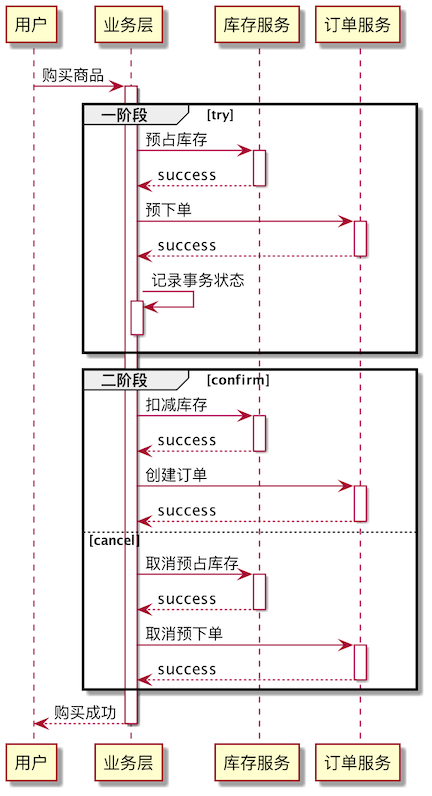 用户 业务层 库存服务 订单服务
购买商品
一阶段 [try]
预占库存
success
预下单
success
记录事务状态
二阶段 [confirm]
扣减库存
success
创建订单
success
[cancel]
取消预占库存
success
取消预下单
success
购买成功
用户 业务层 库存服务 订单服务